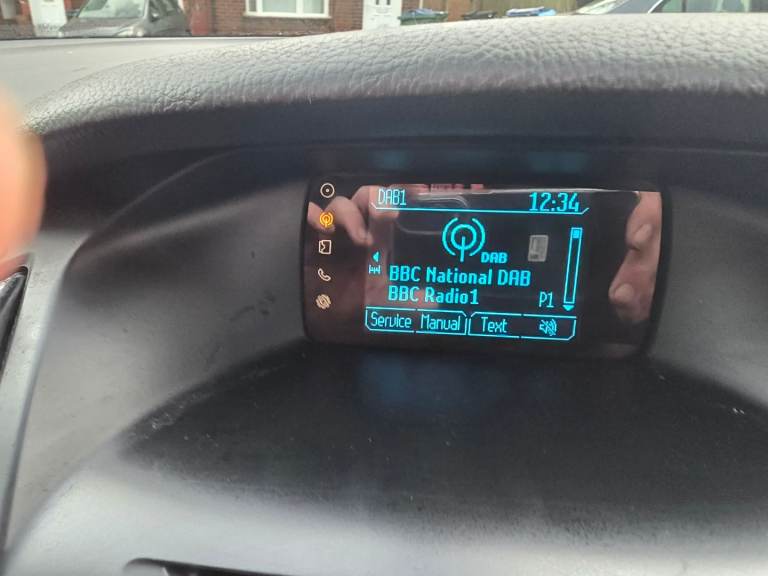 DAB1 12:34
DAB
BBC National DAB
BBC Radio1 P1
Service Manual Text